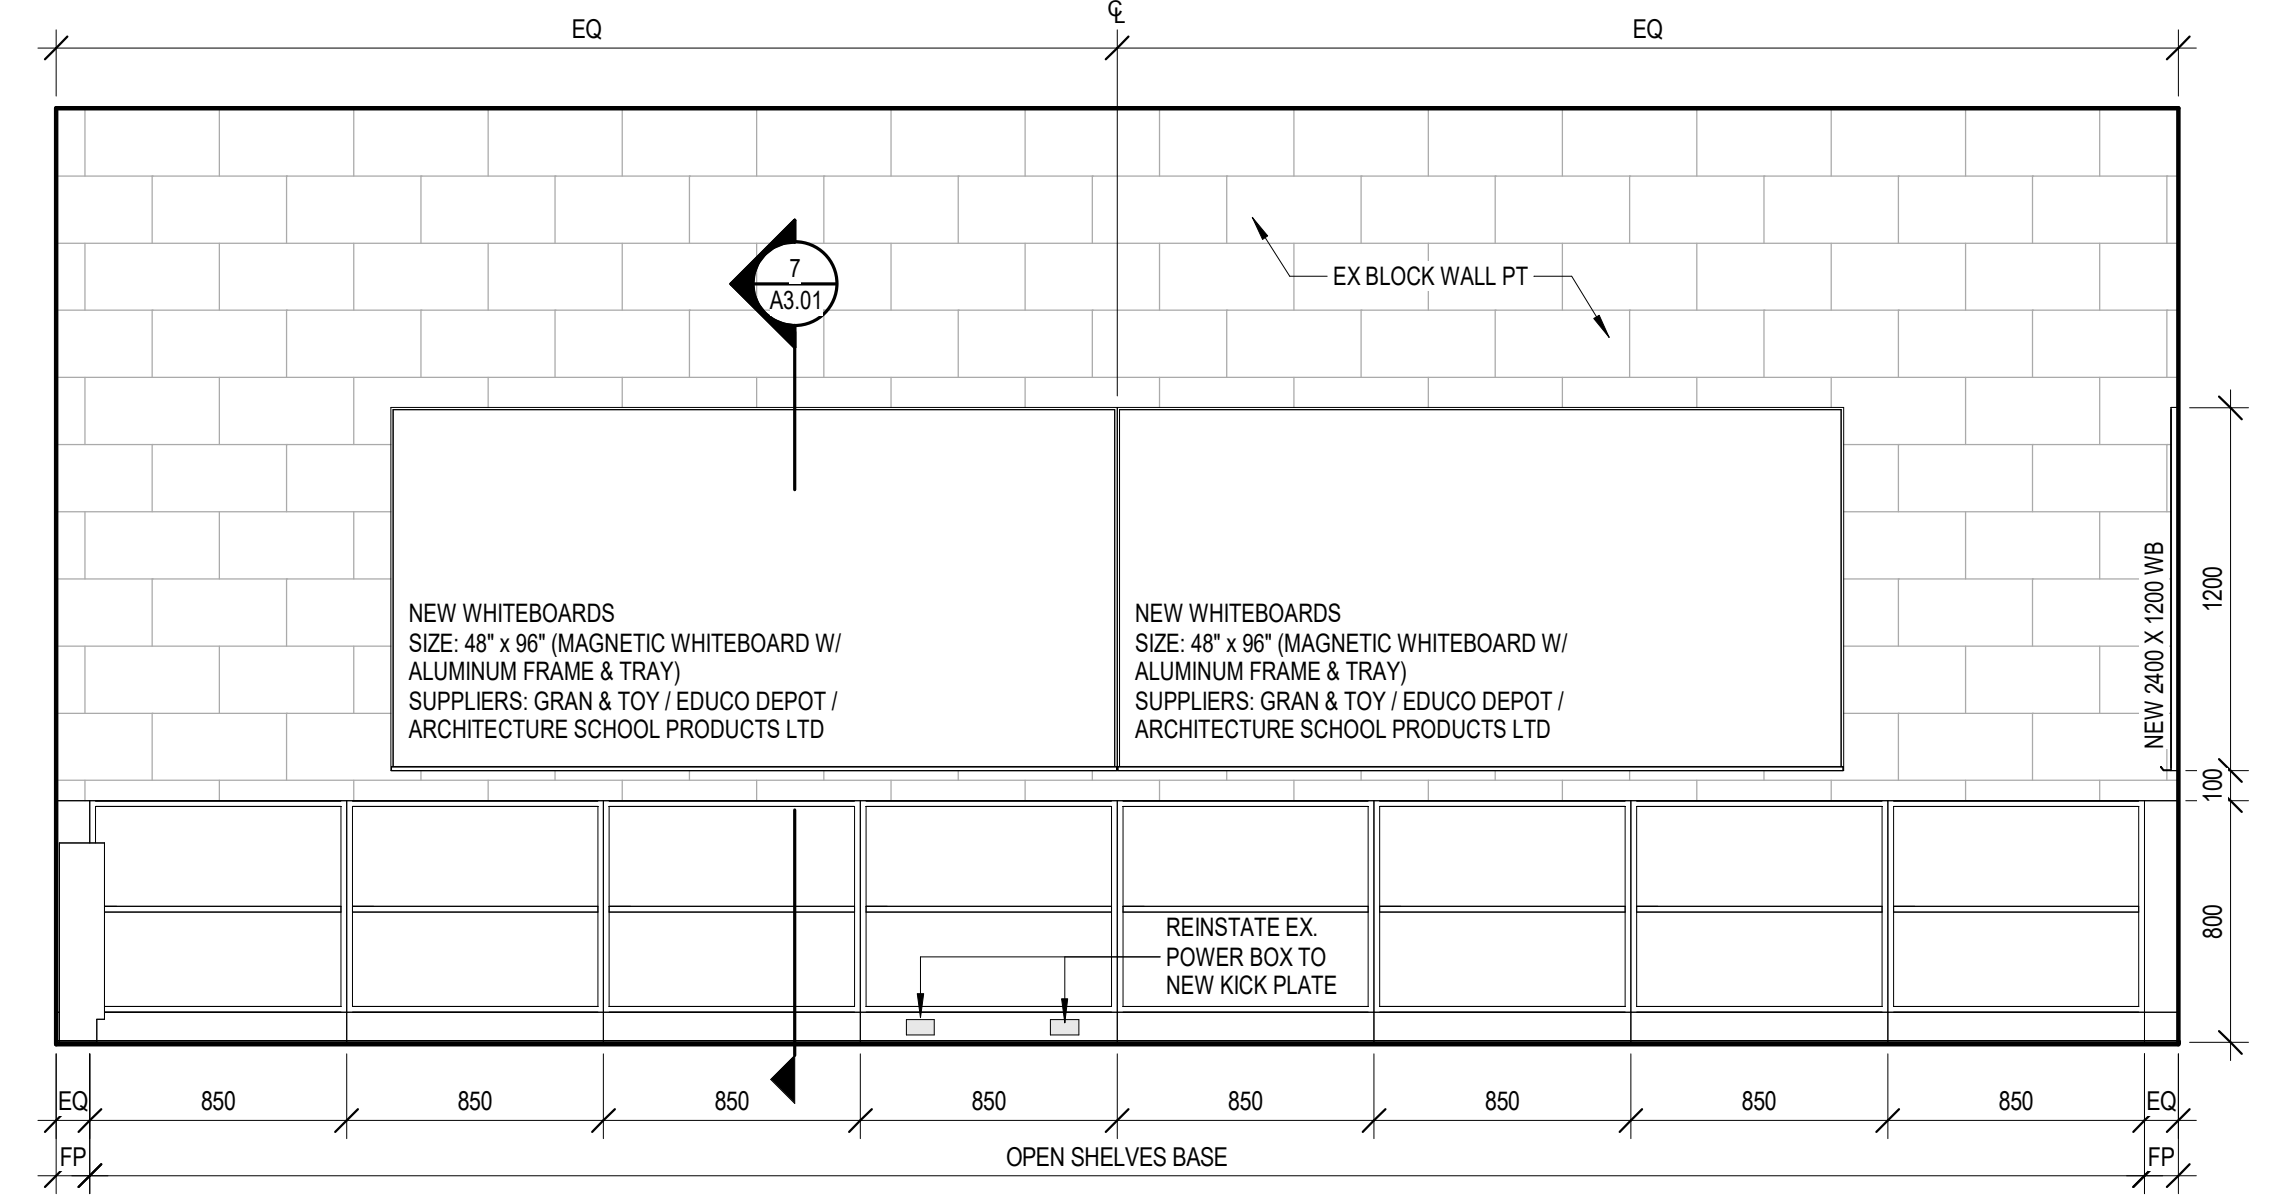 EQ
℄
EQ
7
A3.01
EX BLOCK WALL PT
NEW WHITEBOARDS
SIZE: 48" x 96" (MAGNETIC WHITEBOARD W/
ALUMINUM FRAME & TRAY)
SUPPLIERS: GRAN & TOY / EDUCO DEPOT /
ARCHITECTURE SCHOOL PRODUCTS LTD
NEW WHITEBOARDS
SIZE: 48" x 96" (MAGNETIC WHITEBOARD W/
ALUMINUM FRAME & TRAY)
SUPPLIERS: GRAN & TOY / EDUCO DEPOT /
ARCHITECTURE SCHOOL PRODUCTS LTD
NEW 2400 X 1200 WB
1200
100
800
REINSTATE EX.
POWER BOX TO
NEW KICK PLATE
EQ 850 850 850 850 850 850 850 850 EQ
FP OPEN SHELVES BASE FP